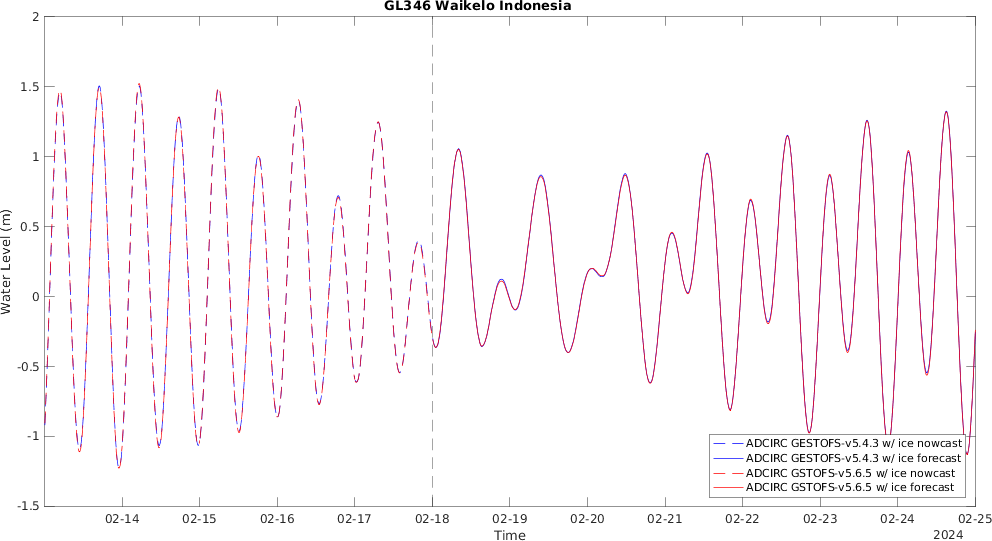 GL346 Waikelo Indonesia
2
1.5
1
0.5
0
-0.5
-1
-1.5
Water Level (m)
ADCIRC GESTOFS-v5.4.3 w/ ice nowcast
ADCIRC GESTOFS-v5.4.3 w/ ice forecast
ADCIRC GSTOFS-v5.6.5 w/ ice nowcast
ADCIRC GSTOFS-v5.6.5 w/ ice forecast
02-14 02-15 02-16 02-17 02-18 02-19 02-20 02-21 02-22 02-23 02-24 02-25
Time
2024